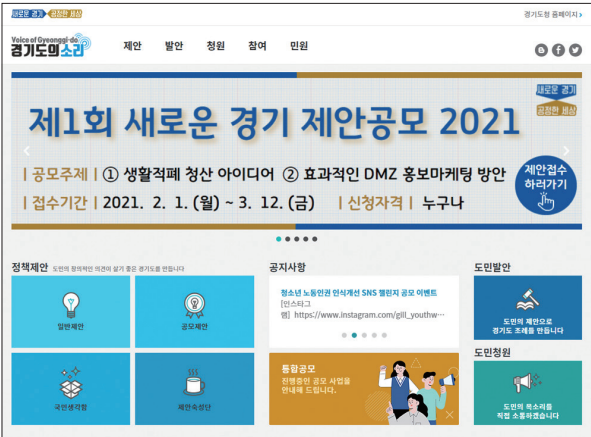 새로운 경기 공정한 세상
경기도청 홈페이지 >
Voice of Gyeonggi-do
경기도의 소리
제안 발안 청원 참여 민원
새로운 경기
공정한 세상
제1회 새로운 경기 제안공모 2021
| 공모주제 | ① 생활적폐 청산 아이디어 ② 효과적인 DMZ 홍보마케팅 방안
| 접수기간 | 2021. 2. 1. (월) ~ 3. 12. (금) | 신청자격 | 누구나
제안접수
하러가기
정책제안 도민의 창의적인 의견이 살기 좋은 경기도를 만듭니다
일반제안
공모제안
국민생각함
제안숙성단
공지사항
청소년 노동인권 인식개선 SNS 챌린지 공모 이벤트
[인스타그
램] https://www.instagram.com/gill_youthw…
통합공모
진행중인 공모 사업을
안내해 드립니다.
도민발안
도민의 제안으로
경기도 조례를 만듭니다
도민청원
도민의 목소리를
직접 소통하겠습니다